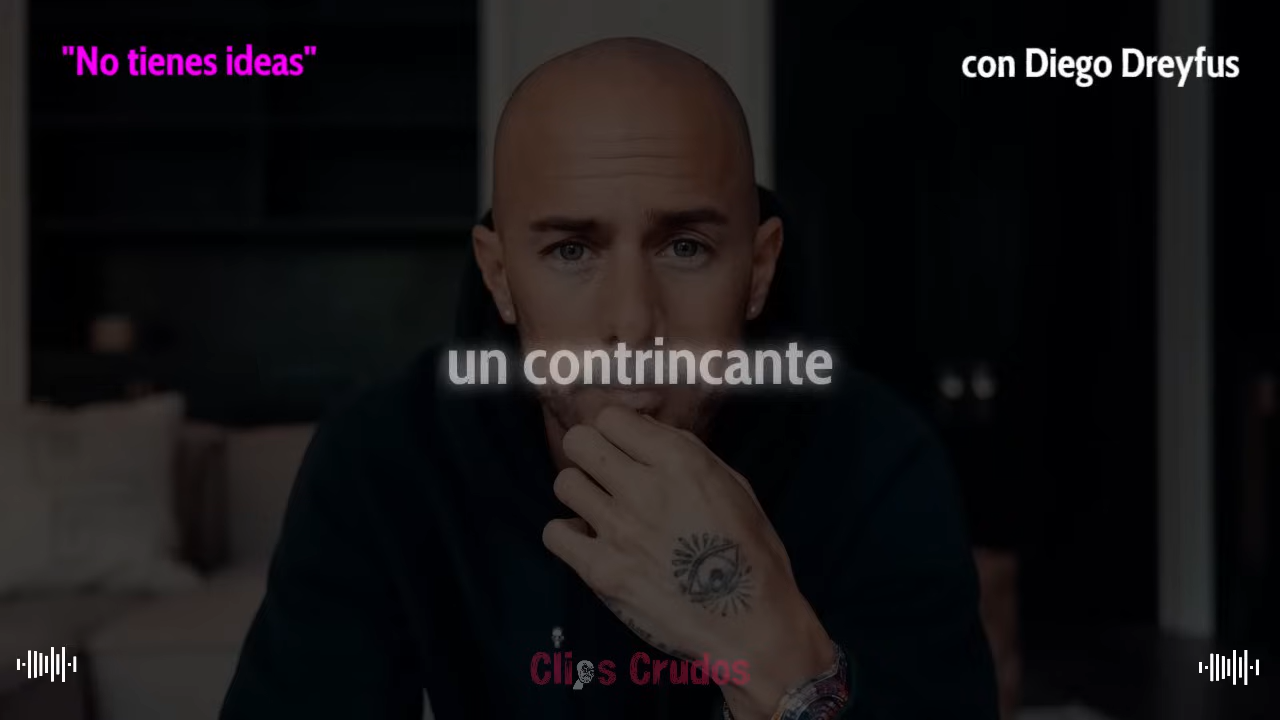 "No tienes ideas"
con Diego Dreyfus
un contrincante
Clips Crudos